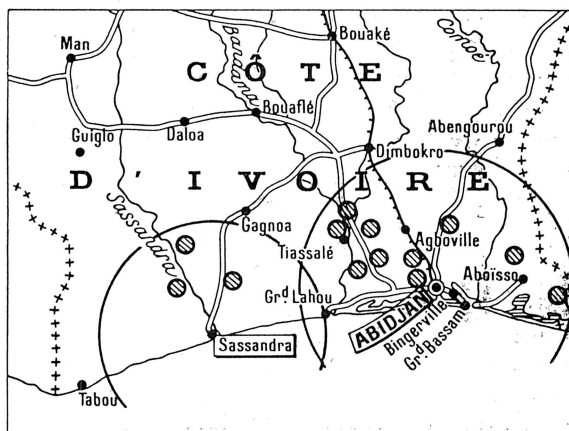 Bouaké
Man
CÔTE
Bandama
Comoé
Bouaflé
Daloa
Guiglo
Abengourou
Dimbokro
D'IVOIRE
Sassandra
Gagnoa
Tiassalé
Agboville
Aboïsso
Grd Lahou
ABIDJAN
Bingerville
Grd Bassam
Sassandra
Tabou